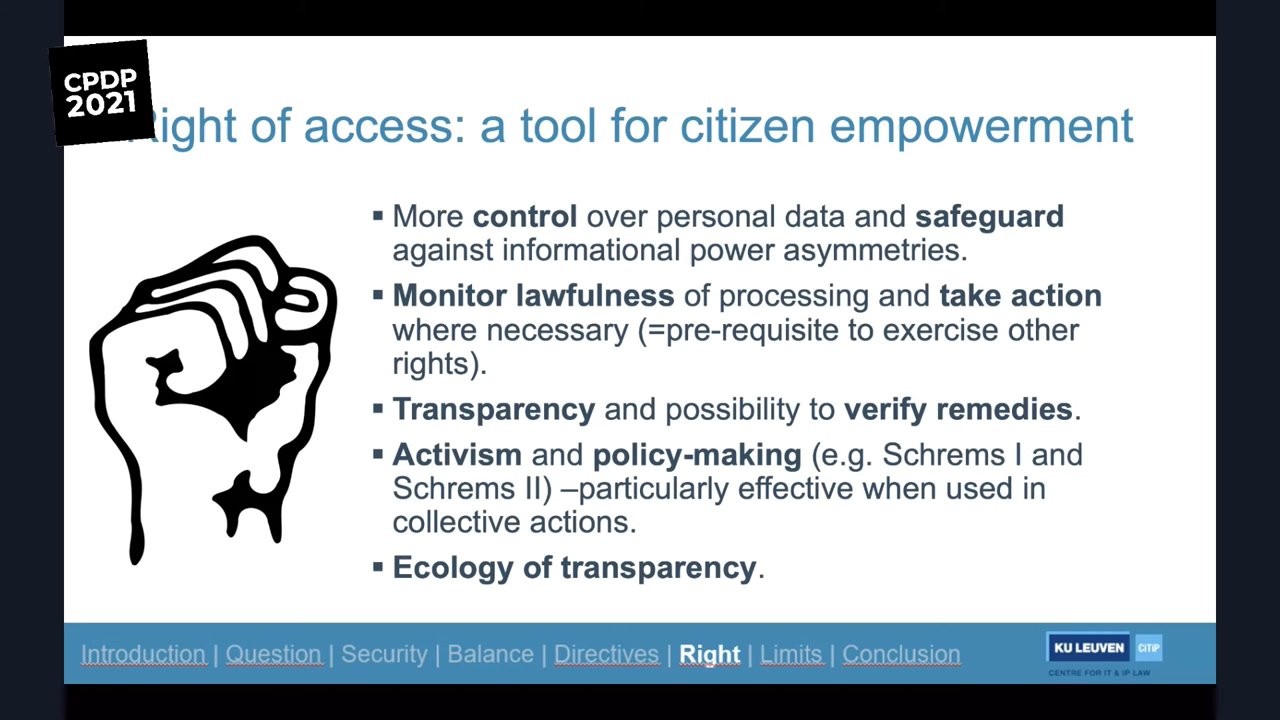 CPDP
2021
Right of access: a tool for citizen empowerment
▪ More control over personal data and safeguard
against informational power asymmetries.
▪ Monitor lawfulness of processing and take action
where necessary (=pre-requisite to exercise other
rights).
▪ Transparency and possibility to verify remedies.
▪ Activism and policy-making (e.g. Schrems I and
Schrems II) –particularly effective when used in
collective actions.
▪ Ecology of transparency.
Introduction | Question | Security | Balance | Directives | Right | Limits | Conclusion
KU LEUVEN CITIP
CENTRE FOR IT & IP LAW